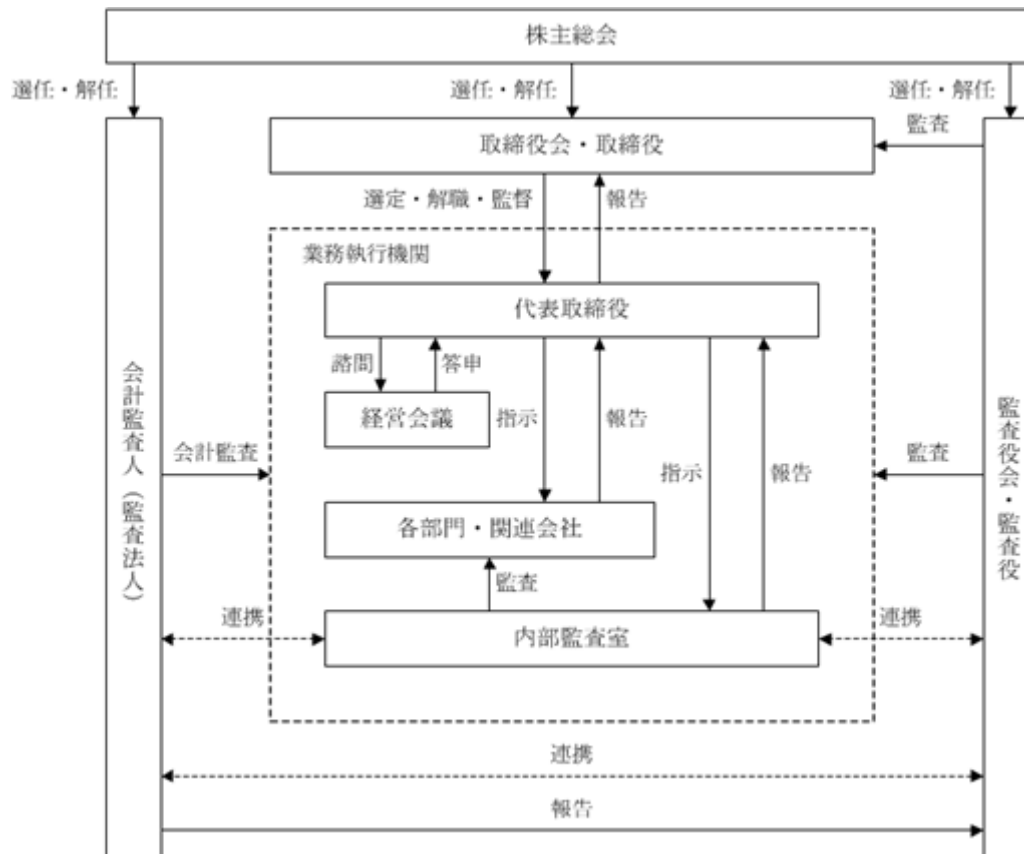 株主総会
選任・解任
選任・解任
選任・解任
取締役会・取締役
監査
選定・解職・監督
報告
業務執行機関
代表取締役
諮問
答申
経営会議
指示
報告
指示
報告
会計監査人（監査法人）
会計監査
監査
監査役会・監査役
各部門・関連会社
監査
連携
内部監査室
連携
連携
報告